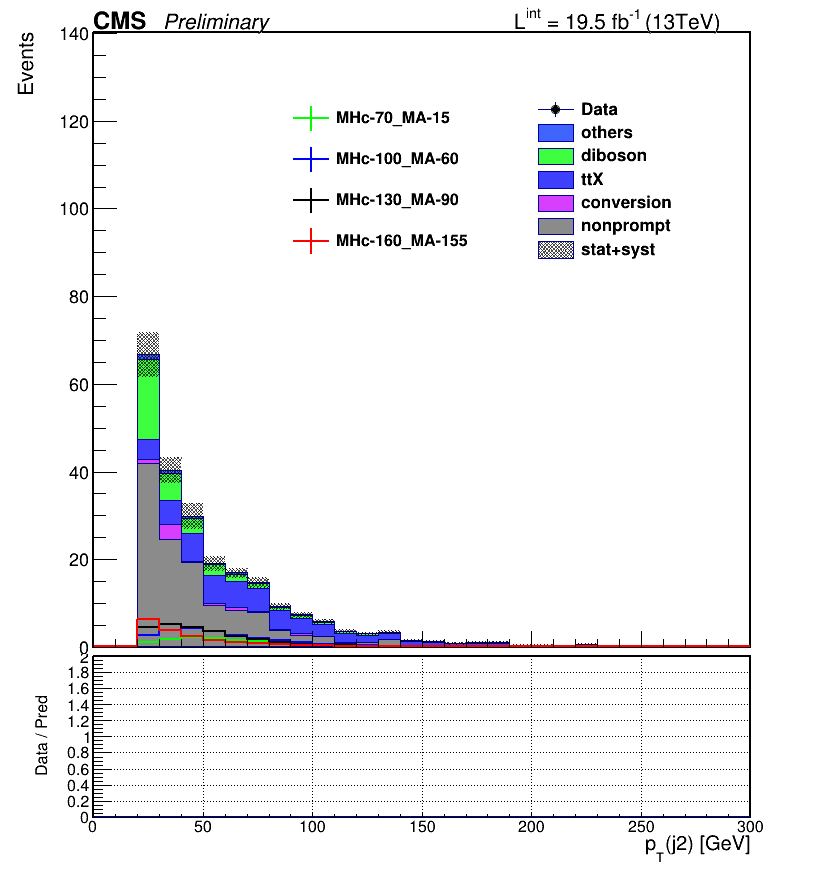 CMS Preliminary L^int = 19.5 fb^-1 (13TeV)
Events
140
120
100
80
60
40
20
0
MHc-70_MA-15
MHc-100_MA-60
MHc-130_MA-90
MHc-160_MA-155
Data
others
diboson
ttX
conversion
nonprompt
stat+syst
Data / Pred
2
1.8
1.6
1.4
1.2
1
0.8
0.6
0.4
0.2
0
0 50 100 150 200 250 300
p_T(j2) [GeV]